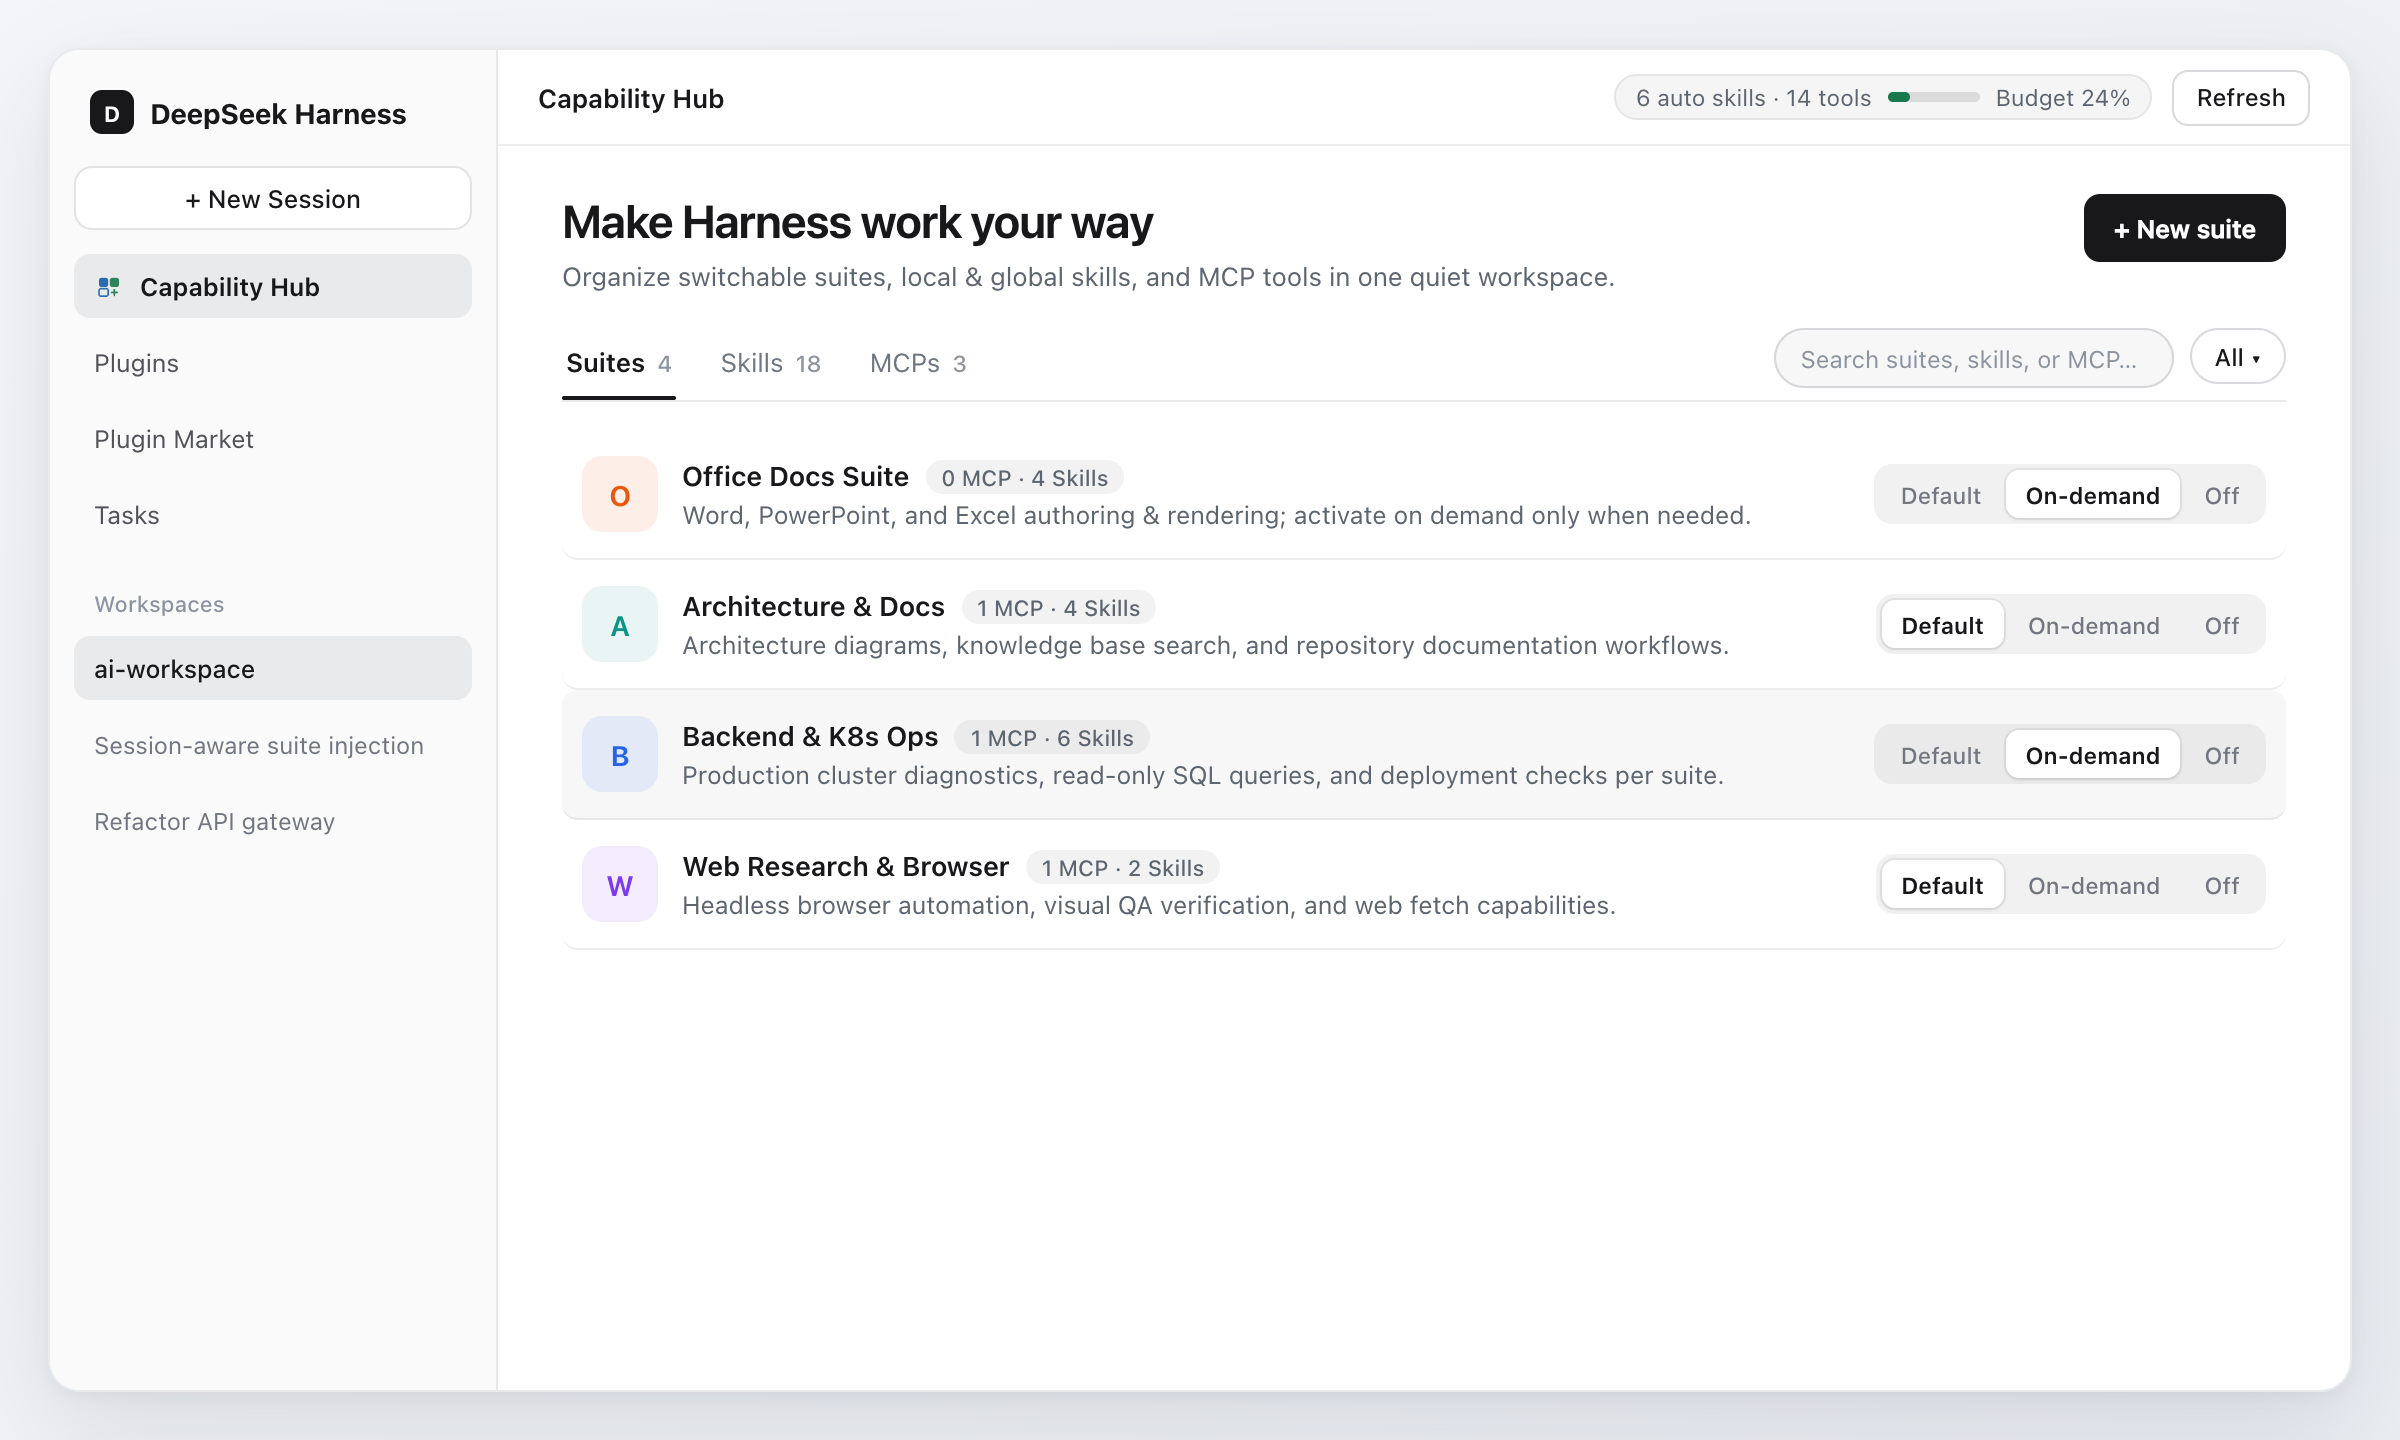 D DeepSeek Harness
+ New Session
Capability Hub
Plugins
Plugin Market
Tasks
Workspaces
ai-workspace
Session-aware suite injection
Refactor API gateway
Capability Hub
6 auto skills · 14 tools Budget 24%
Refresh
Make Harness work your way
Organize switchable suites, local & global skills, and MCP tools in one quiet workspace.
+ New suite
Suites 4 Skills 18 MCPs 3
Search suites, skills, or MCP...
All ▾
O
Office Docs Suite 0 MCP · 4 Skills
Word, PowerPoint, and Excel authoring & rendering; activate on demand only when needed.
Default On-demand Off
A
Architecture & Docs 1 MCP · 4 Skills
Architecture diagrams, knowledge base search, and repository documentation workflows.
Default On-demand Off
B
Backend & K8s Ops 1 MCP · 6 Skills
Production cluster diagnostics, read-only SQL queries, and deployment checks per suite.
Default On-demand Off
W
Web Research & Browser 1 MCP · 2 Skills
Headless browser automation, visual QA verification, and web fetch capabilities.
Default On-demand Off